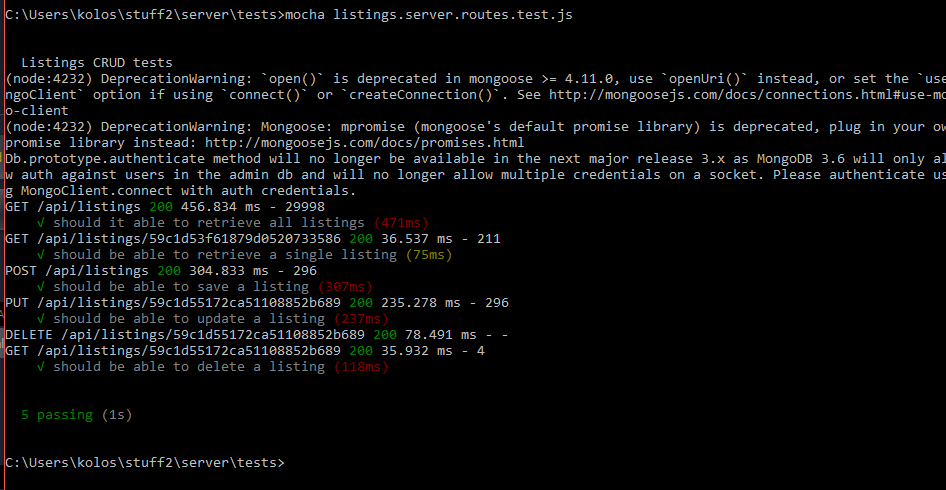 C:\Users\kolos\stuff2\server\tests>mocha listings.server.routes.test.js
Listings CRUD tests
(node:4232) DeprecationWarning: `open()` is deprecated in mongoose >= 4.11.0, use `openUri()` instead, or set the `use
ngoClient` option if using `connect()` or `createConnection()`. See http://mongoosejs.com/docs/connections.html#use-mo
o-client
(node:4232) DeprecationWarning: Mongoose: mpromise (mongoose's default promise library) is deprecated, plug in your ow
promise library instead: http://mongoosejs.com/docs/promises.html
Db.prototype.authenticate method will no longer be available in the next major release 3.x as MongoDB 3.6 will only al
w auth against users in the admin db and will no longer allow multiple credentials on a socket. Please authenticate us
g MongoClient.connect with auth credentials.
GET /api/listings 200 456.834 ms - 29998
√ should it able to retrieve all listings (471ms)
GET /api/listings/59c1d53f61879d0520733586 200 36.537 ms - 211
√ should be able to retrieve a single listing (75ms)
POST /api/listings 200 304.833 ms - 296
√ should be able to save a listing (307ms)
PUT /api/listings/59c1d55172ca51108852b689 200 235.278 ms - 296
√ should be able to update a listing (237ms)
DELETE /api/listings/59c1d55172ca51108852b689 200 78.491 ms - -
GET /api/listings/59c1d55172ca51108852b689 200 35.932 ms - 4
√ should be able to delete a listing (118ms)
5 passing (1s)
C:\Users\kolos\stuff2\server\tests>